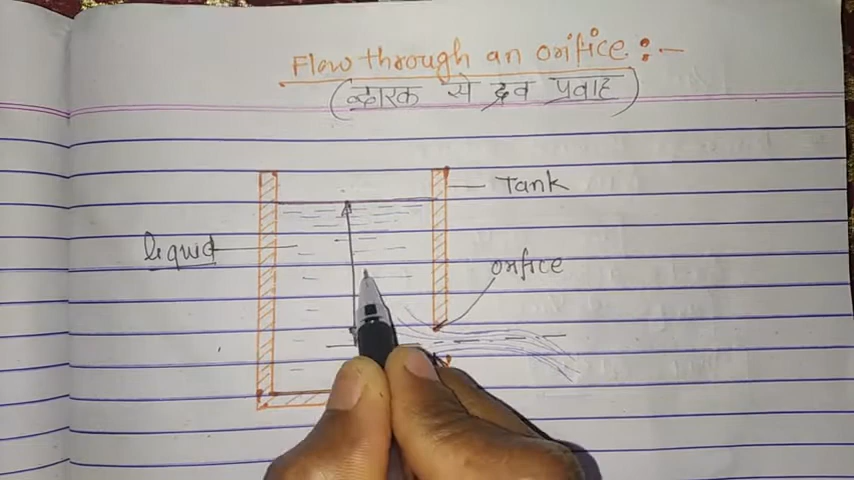 Flow through an orifice :-
(व्दारक से द्रव प्रवाह)
Tank
liquid
orifice